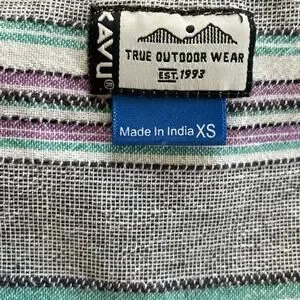 KAVU®
TRUE OUTDOOR WEAR
EST. 1993
Made In India XS